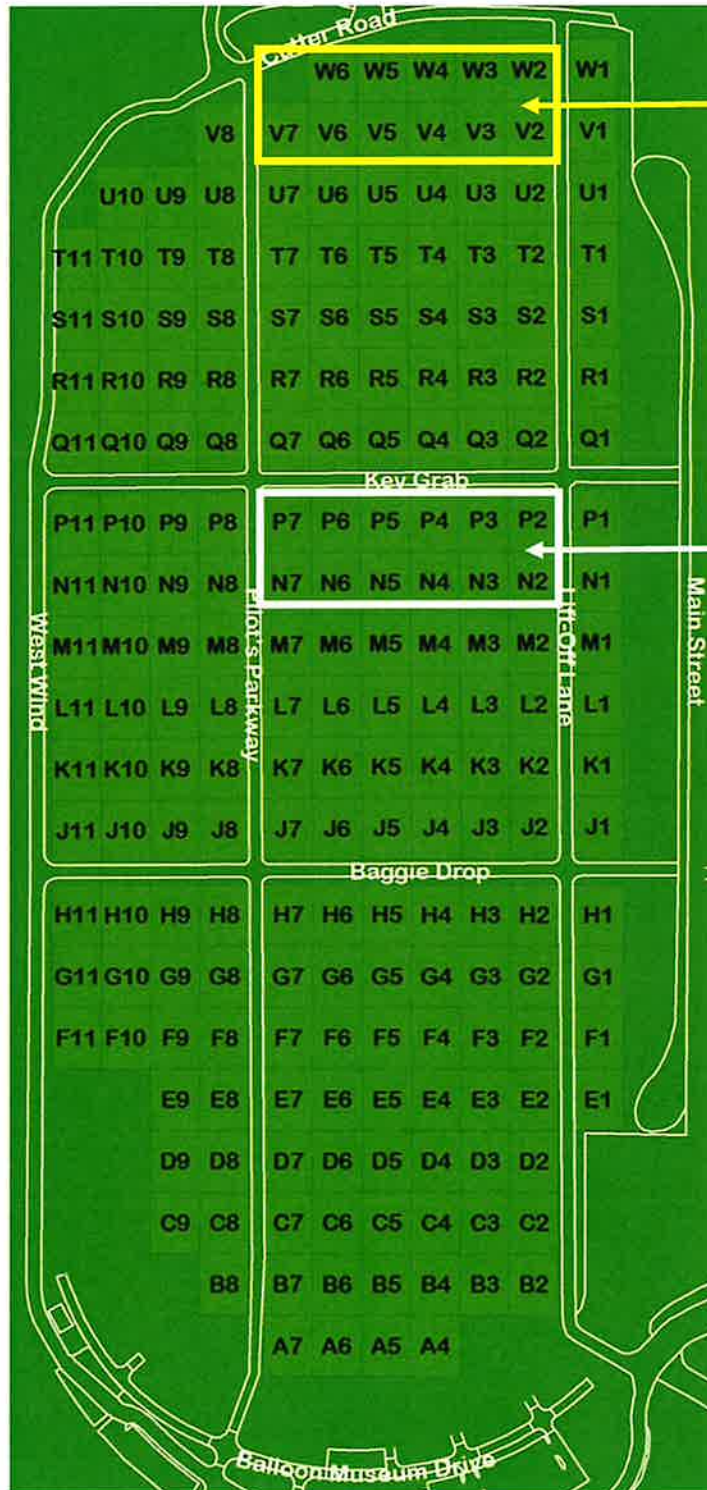 Cutter Road
W6 W5 W4 W3 W2 W1
V8 V7 V6 V5 V4 V3 V2 V1
U10 U9 U8 U7 U6 U5 U4 U3 U2 U1
T11 T10 T9 T8 T7 T6 T5 T4 T3 T2 T1
S11 S10 S9 S8 S7 S6 S5 S4 S3 S2 S1
R11 R10 R9 R8 R7 R6 R5 R4 R3 R2 R1
Q11 Q10 Q9 Q8 Q7 Q6 Q5 Q4 Q3 Q2 Q1
Key Grab
P11 P10 P9 P8 P7 P6 P5 P4 P3 P2 P1
N11 N10 N9 N8 N7 N6 N5 N4 N3 N2 N1
West Wind
Pilot's Parkway
Lift-Off Lane
Main Street
M11 M10 M9 M8 M7 M6 M5 M4 M3 M2 M1
L11 L10 L9 L8 L7 L6 L5 L4 L3 L2 L1
K11 K10 K9 K8 K7 K6 K5 K4 K3 K2 K1
J11 J10 J9 J8 J7 J6 J5 J4 J3 J2 J1
Baggie Drop
H11 H10 H9 H8 H7 H6 H5 H4 H3 H2 H1
G11 G10 G9 G8 G7 G6 G5 G4 G3 G2 G1
F11 F10 F9 F8 F7 F6 F5 F4 F3 F2 F1
E9 E8 E7 E6 E5 E4 E3 E2 E1
D9 D8 D7 D6 D5 D4 D3 D2
C9 C8 C7 C6 C5 C4 C3 C2
B8 B7 B6 B5 B4 B3 B2
A7 A6 A5 A4
Balloon Museum Drive